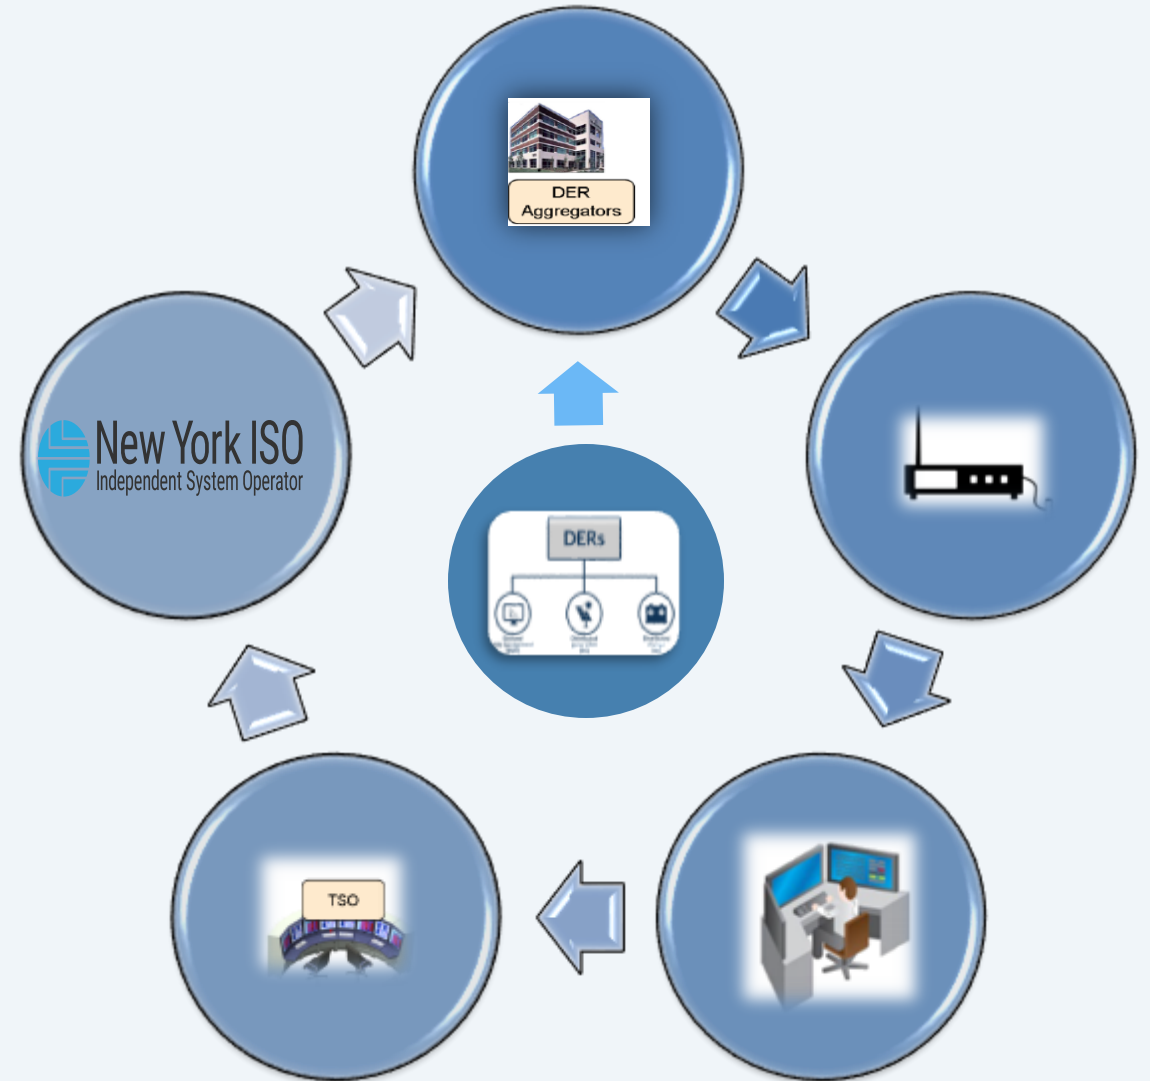 DER
Aggregators
New York ISO
Independent System Operator
DERs
TSO